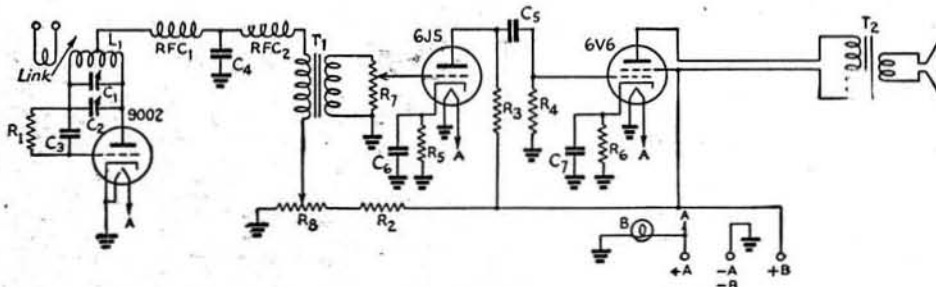 Link
L1
RFC1
C4
RFC2
T1
R7
6J5
C5
R3
R4
6V6
T2
C1
C2
9002
R1
C3
A
C6
R5
A
C7
R6
A
R8
R2
B
A
+A
-A
-B
+B